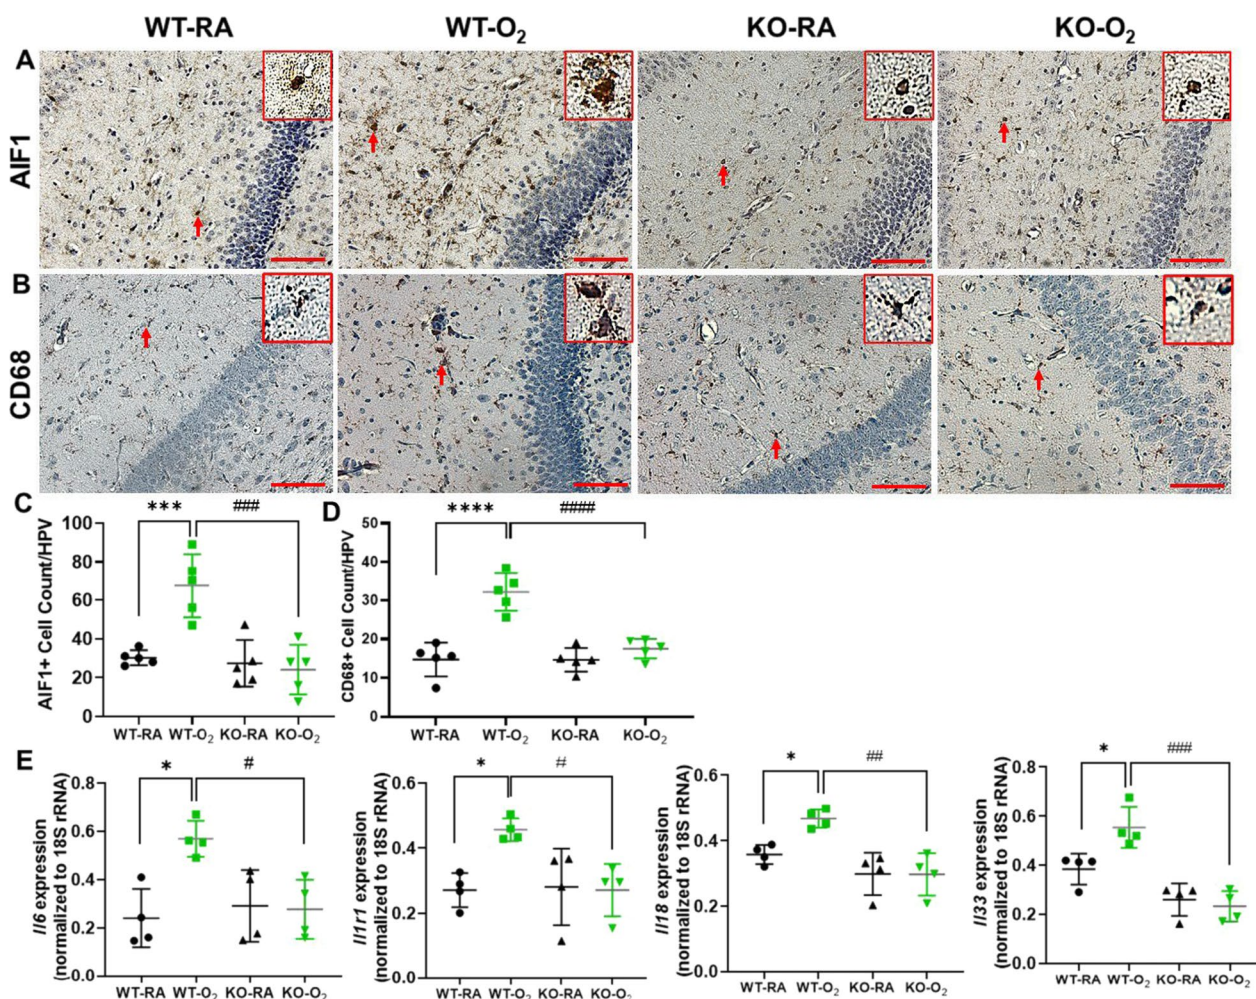 WT-RA WT-O₂ KO-RA KO-O₂
A
AIF1
B
CD68
C
*** ###
AIF1+ Cell Count/HPV
100
80
60
40
20
0
WT-RA WT-O₂ KO-RA KO-O₂
D
**** ####
CD68+ Cell Count/HPV
50
40
30
20
10
0
WT-RA WT-O₂ KO-RA KO-O₂
E
* #
Il6 expression
(normalized to 18S rRNA)
0.8
0.6
0.4
0.2
0.0
WT-RA WT-O₂ KO-RA KO-O₂
* #
Il1r1 expression
(normalized to 18S rRNA)
0.6
0.4
0.2
0.0
WT-RA WT-O₂ KO-RA KO-O₂
* ##
Il18 expression
(normalized to 18S rRNA)
0.6
0.4
0.2
0.0
WT-RA WT-O₂ KO-RA KO-O₂
* ###
Il33 expression
(normalized to 18S rRNA)
0.8
0.6
0.4
0.2
0.0
WT-RA WT-O₂ KO-RA KO-O₂